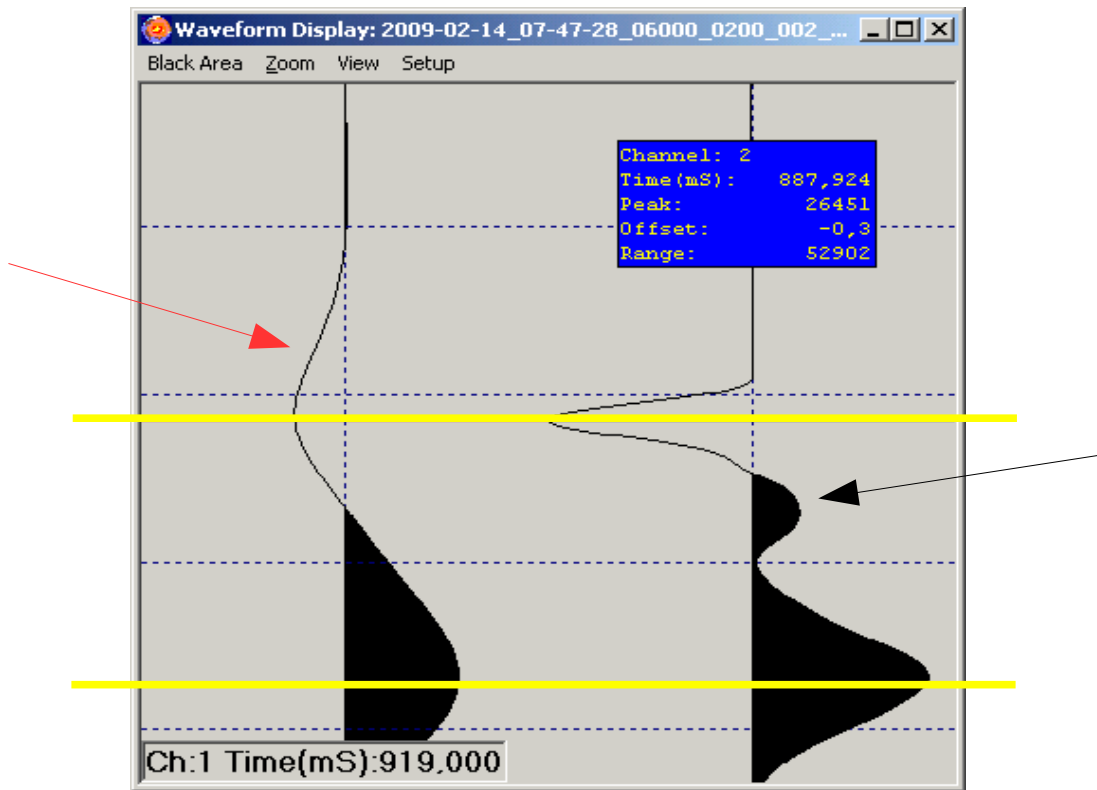 Waveform Display: 2009-02-14_07-47-28_06000_0200_002_...
Black Area Zoom View Setup
Channel: 2
Time(mS): 887,924
Peak: 26451
Offset: -0,3
Range: 52902
Ch:1 Time(mS):919,000